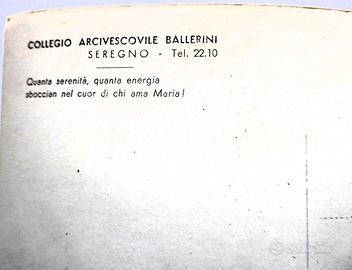 COLLEGIO ARCIVESCOVILE BALLERINI
SEREGNO - Tel. 22.10
Quanta serenità, quanta energia
sboccian nel cuor di chi ama Maria!